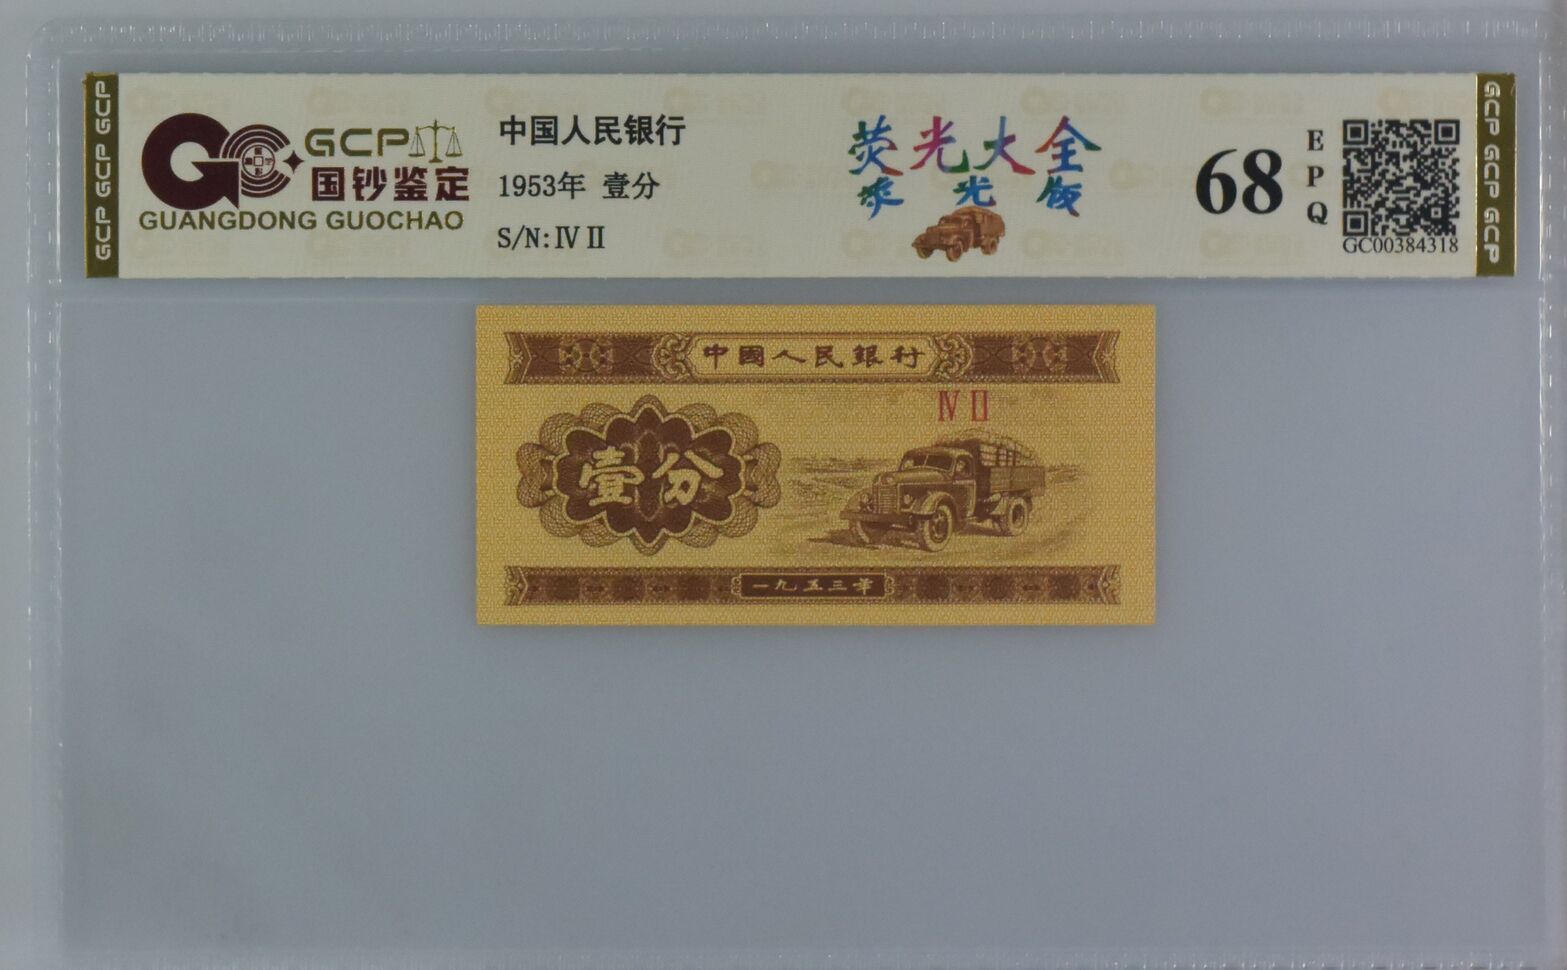 GCP GCP GCP
GCP
国钞鉴定
GUANGDONG GUOCHAO
中国人民银行
1953年 壹分
S/N:Ⅳ Ⅱ
荧光大全
荧光版
68
E
P
Q
GC00384318
GCP GCP GCP
中國人民銀行
Ⅳ Ⅱ
壹分
一九五三年